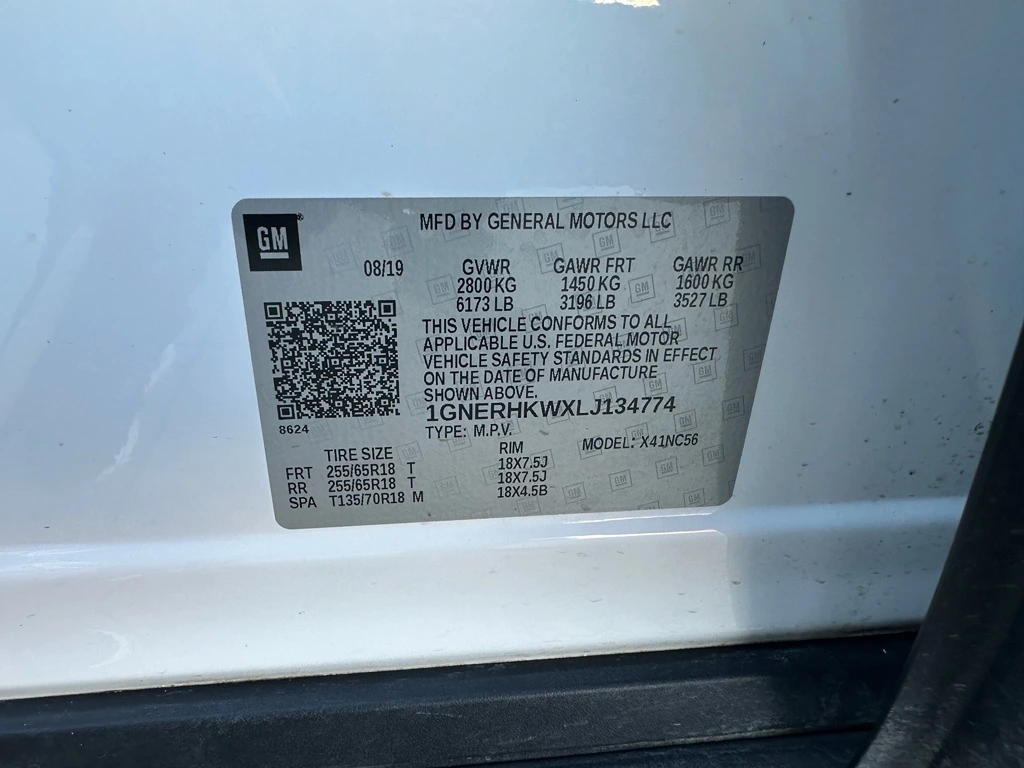 GM ®
MFD BY GENERAL MOTORS LLC
08/19
GVWR GAWR FRT GAWR RR
2800 KG 1450 KG 1600 KG
6173 LB 3196 LB 3527 LB
THIS VEHICLE CONFORMS TO ALL
APPLICABLE U.S. FEDERAL MOTOR
VEHICLE SAFETY STANDARDS IN EFFECT
ON THE DATE OF MANUFACTURE
SHOWN ABOVE.
1GNERHKWXLJ134774
8624
TYPE: M.P.V. MODEL: X41NC56
TIRE SIZE RIM
FRT 255/65R18 T 18X7.5J
RR 255/65R18 T 18X7.5J
SPA T135/70R18 M 18X4.5B